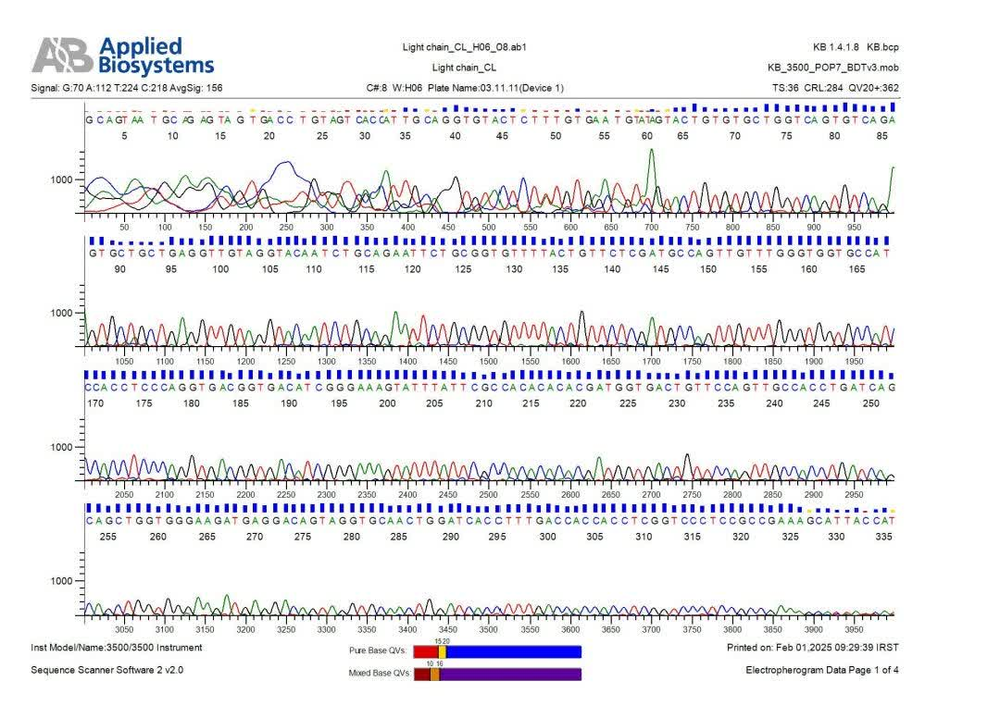 AB Applied Biosystems
Light chain_CL_H06_08.ab1
KB 1.4.1.8 KB.bcp
Light chain_CL
KB_3500_POP7_BDTv3.mob
Signal: G:70 A:112 T:224 C:218 AvgSig: 156
C#:8 W:H06 Plate Name:03.11.11(Device 1)
TS:36 CRL:284 QV20+:362
GCAGTAA TGCAGAGTAG TGACC TGTAGTCACCATTGCAGGTGTACTCTTTGTGAA TGTATAGTACTGTGTGCTGGTCAGTGTCAGA
5 10 15 20 25 30 35 40 45 50 55 60 65 70 75 80 85
1000
50 100 150 200 250 300 350 400 450 500 550 600 650 700 750 800 850 900 950
GTGCTGCTGAGGTTGTAGGTACAATCTGCAGAATTCTGCGGTGTTTTACTGTTCTCGATGCCAGTTGTTTGGGTGGTGCCAT
90 95 100 105 110 115 120 125 130 135 140 145 150 155 160 165
1000
1050 1100 1150 1200 1250 1300 1350 1400 1450 1500 1550 1600 1650 1700 1750 1800 1850 1900 1950
CCACCTCCCAGGTGACGGTGACATCGGGAAAGTATTTATTCGCCACACACACGATGGTGACTGTTCCAGTTGCCACCTGATCAG
170 175 180 185 190 195 200 205 210 215 220 225 230 235 240 245 250
1000
2050 2100 2150 2200 2250 2300 2350 2400 2450 2500 2550 2600 2650 2700 2750 2800 2850 2900 2950
CAGCTGGTGGGAAGATGAGGACAGTAGGTGCAACTGGATCACCTTTGACCACCACCTCGGTCCCTCCGCCGAAAGCATTACCAT
255 260 265 270 275 280 285 290 295 300 305 310 315 320 325 330 335
1000
3050 3100 3150 3200 3250 3300 3350 3400 3450 3500 3550 3600 3650 3700 3750 3800 3850 3900 3950
Inst Model/Name:3500/3500 Instrument
Pure Base QVs: 15 20
Printed on: Feb 01,2025 09:29:39 IRST
Sequence Scanner Software 2 v2.0
Mixed Base QVs: 10 16
Electropherogram Data Page 1 of 4